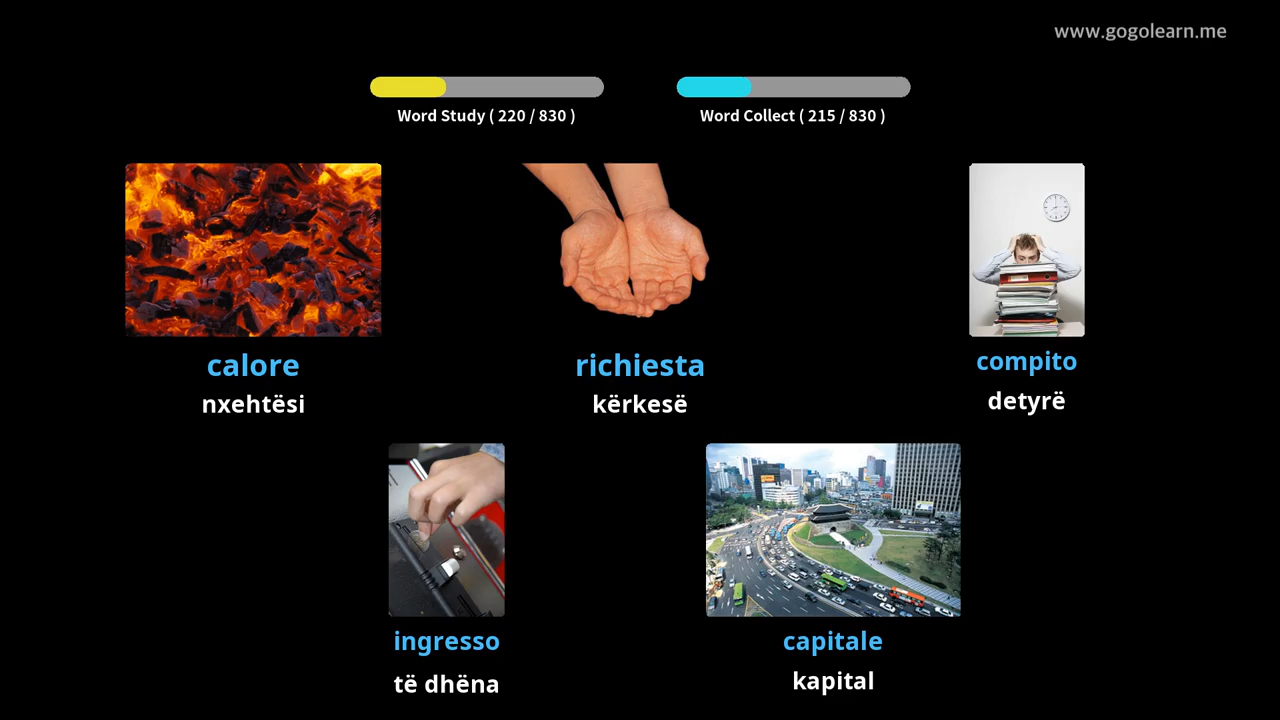 www.gogolearn.me
Word Study ( 220 / 830 )
Word Collect ( 215 / 830 )
calore
nxehtësi
richiesta
kërkesë
compito
detyrë
ingresso
të dhëna
capitale
kapital